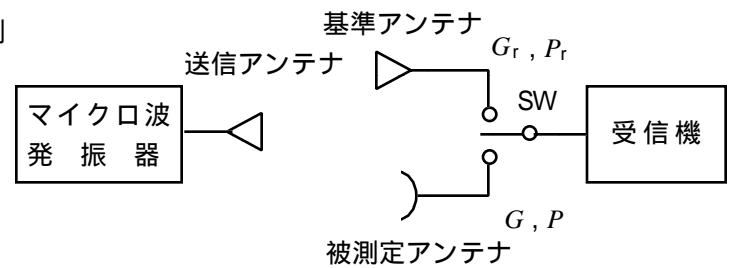 基準アンテナ
Gr , Pr
送信アンテナ
SW
マイクロ波
発振器
受信機
G , P
被測定アンテナ